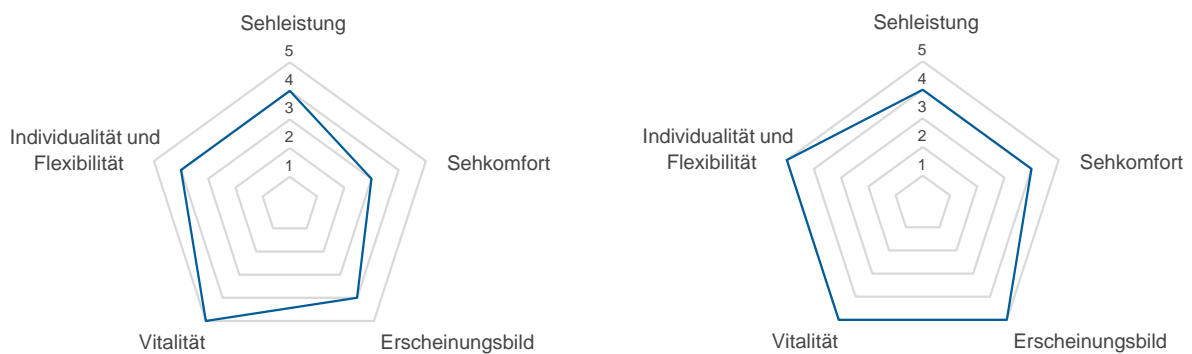 Sehleistung
5
4
3
2
1
Individualität und
Flexibilität
Sehkomfort
Vitalität
Erscheinungsbild
Sehleistung
5
4
3
2
1
Individualität und
Flexibilität
Sehkomfort
Vitalität
Erscheinungsbild